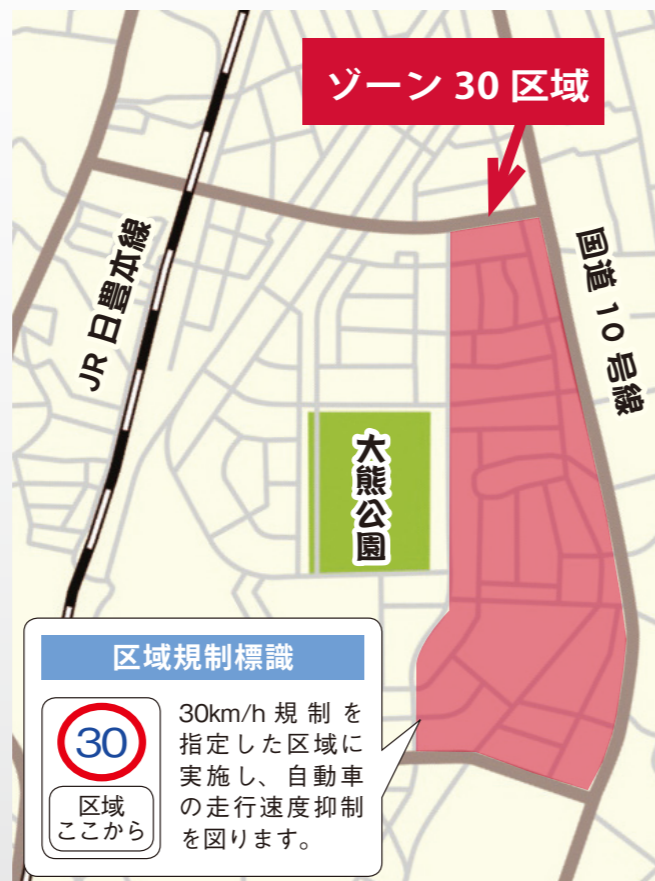 ゾーン 30 区域
JR 日豊本線
国道 10 号線
大熊公園
区域規制標識
30
区域
ここから
30km/h 規制を
指定した区域に
実施し、自動車
の走行速度抑制
を図ります。